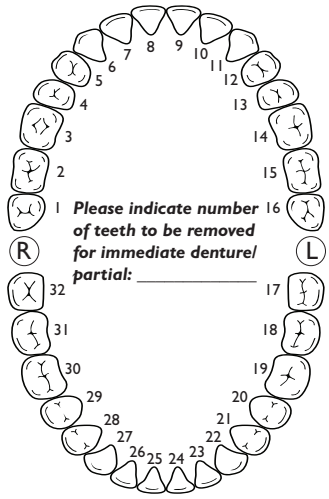 7 8 9 10
6 11
5 12
4 13
3 14
2 15
1 Please indicate number 16
of teeth to be removed
R for immediate denture/ L
partial: _______________
32 17
31 18
30 19
29 20
28 21
27 22
26 25 24 23